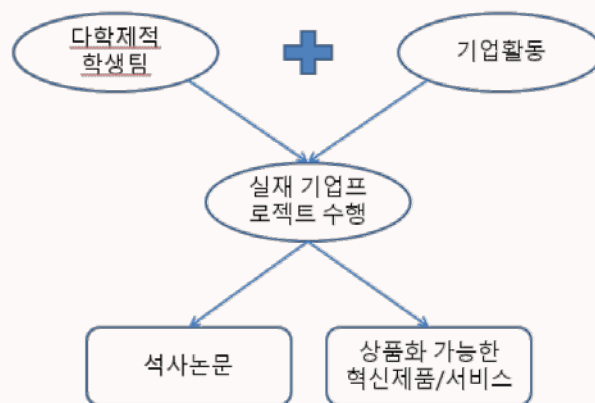 다학제적
학생팀
기업활동
실재 기업프
로젝트 수행
석사논문
상품화 가능한
혁신제품/서비스